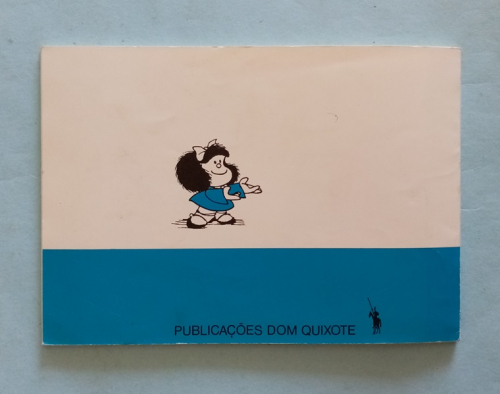 PUBLICAÇÕES DOM QUIXOTE